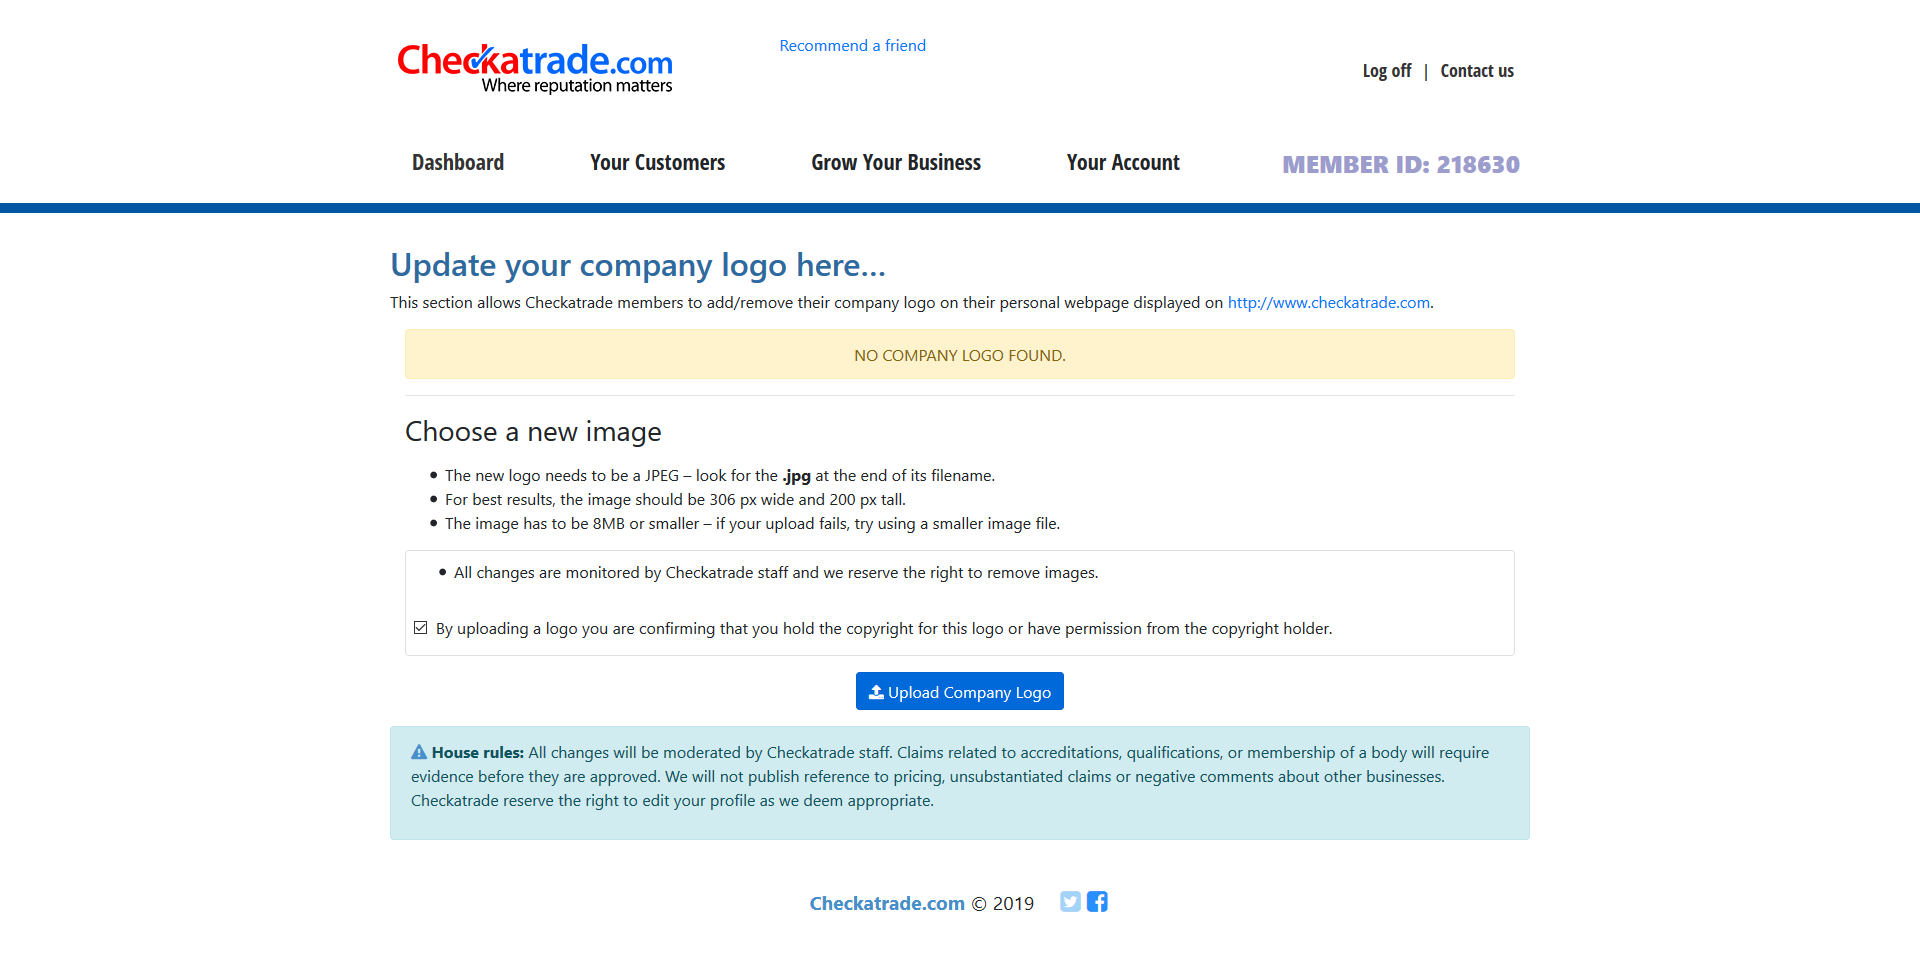 Checkatrade.com
Where reputation matters
Recommend a friend
Log off | Contact us
Dashboard
Your Customers
Grow Your Business
Your Account
MEMBER ID: 218630
Update your company logo here...
This section allows Checkatrade members to add/remove their company logo on their personal webpage displayed on http://www.checkatrade.com.
NO COMPANY LOGO FOUND.
Choose a new image
• The new logo needs to be a JPEG – look for the .jpg at the end of its filename.
• For best results, the image should be 306 px wide and 200 px tall.
• The image has to be 8MB or smaller – if your upload fails, try using a smaller image file.
• All changes are monitored by Checkatrade staff and we reserve the right to remove images.
By uploading a logo you are confirming that you hold the copyright for this logo or have permission from the copyright holder.
Upload Company Logo
House rules: All changes will be moderated by Checkatrade staff. Claims related to accreditations, qualifications, or membership of a body will require
evidence before they are approved. We will not publish reference to pricing, unsubstantiated claims or negative comments about other businesses.
Checkatrade reserve the right to edit your profile as we deem appropriate.
Checkatrade.com © 2019